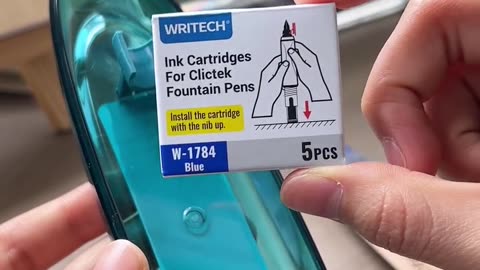 WRITECH®
Ink Cartridges
For Clictek
Fountain Pens
Install the cartridge
with the nib up.
W-1784
Blue
5PCS